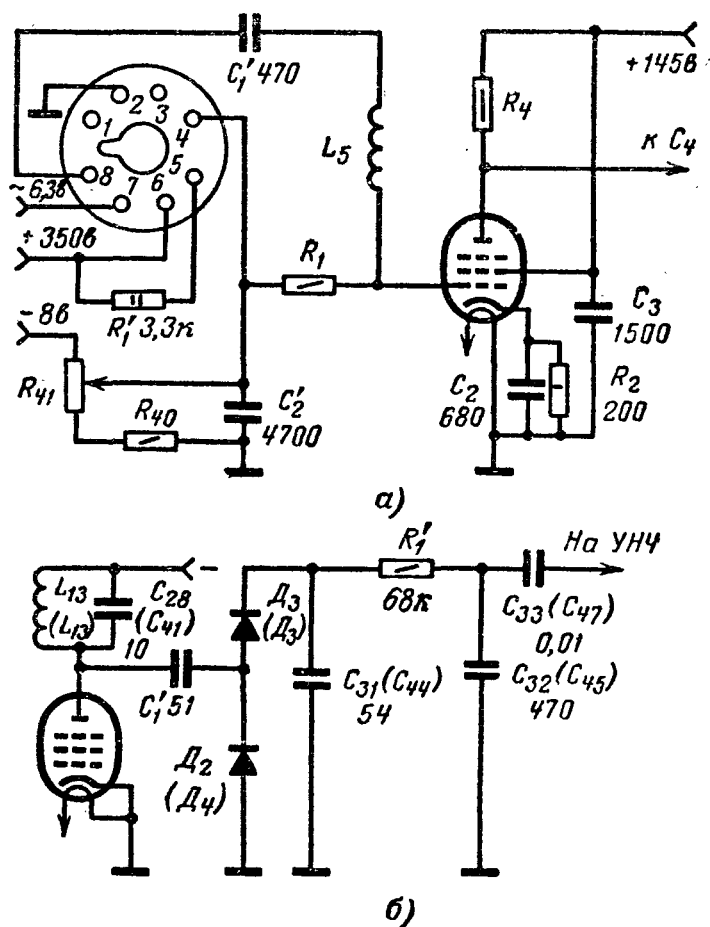 C₁' 470
+145в
R₄
L₅
к C₄
1
2
3
4
5
6
7
8
~6,3в
+350в
R₁' 3,3к
R₁
-8в
R₄₁
R₄₀
C₂'
4700
C₃
1500
C₂
680
R₂
200
а)
L₁₃
(L₁₃)
C₂₈
(C₄₁)
10
–
C₁' 51
Д₃
(Д₃)
Д₂
(Д₄)
R₁'
68к
На УНЧ
C₃₁(C₄₄)
54
C₃₃(C₄₇)
0,01
C₃₂(C₄₅)
470
б)